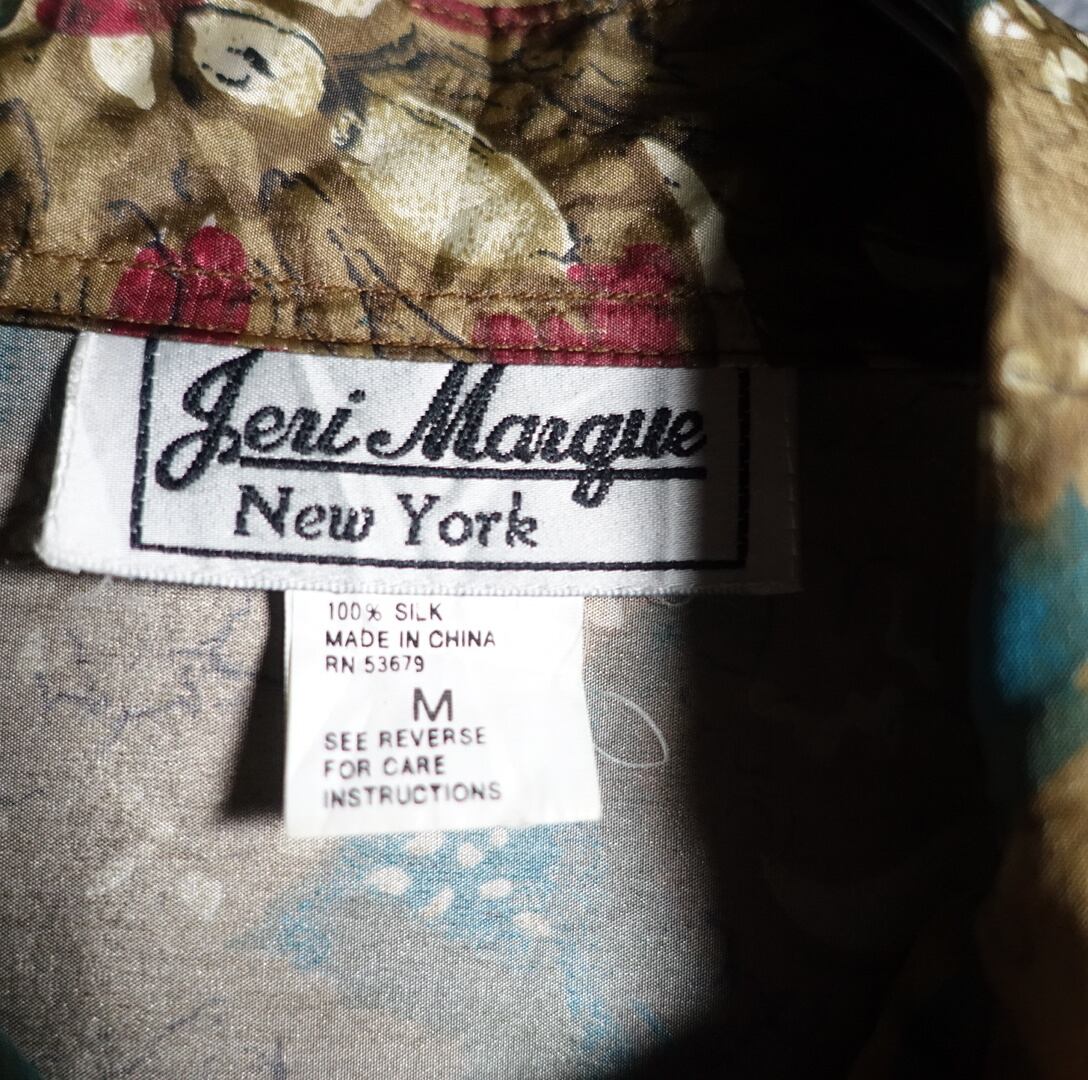 Jeri Marque
New York
100% SILK
MADE IN CHINA
RN 53679
M
SEE REVERSE
FOR CARE
INSTRUCTIONS